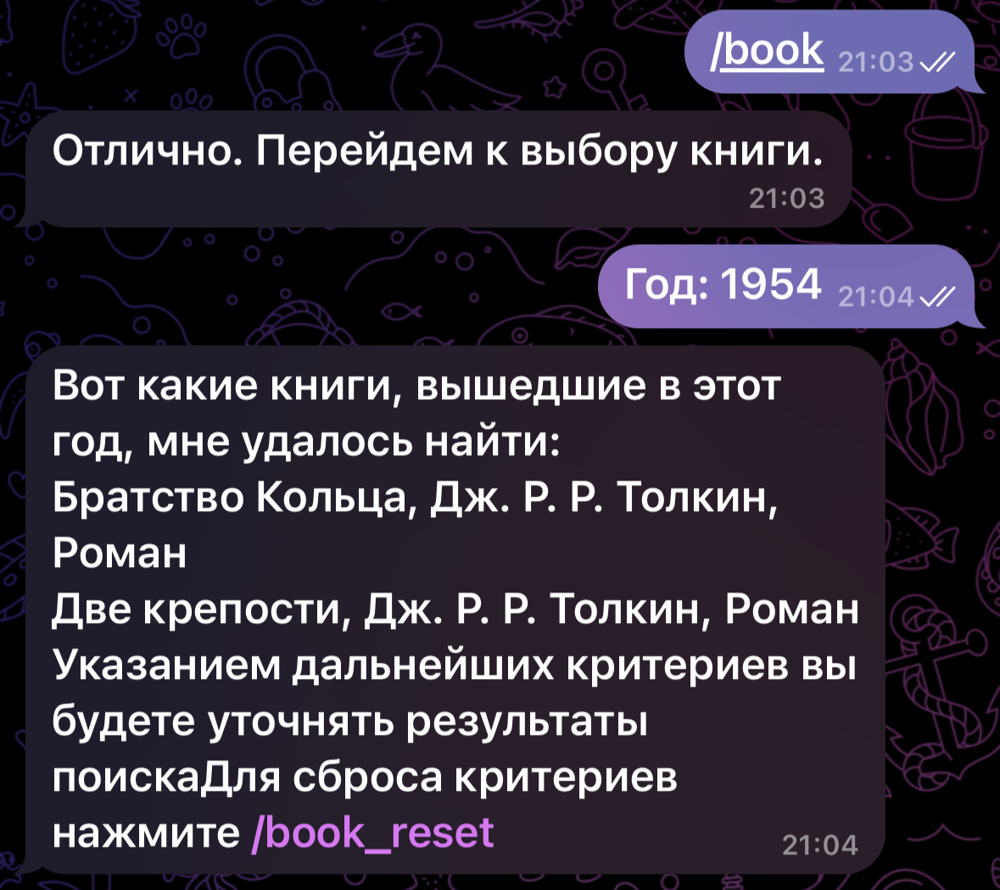 /book 21:03
Отлично. Перейдем к выбору книги.
21:03
Год: 1954 21:04
Вот какие книги, вышедшие в этот
год, мне удалось найти:
Братство Кольца, Дж. Р. Р. Толкин,
Роман
Две крепости, Дж. Р. Р. Толкин, Роман
Указанием дальнейших критериев вы
будете уточнять результаты
поискаДля сброса критериев
нажмите /book_reset
21:04